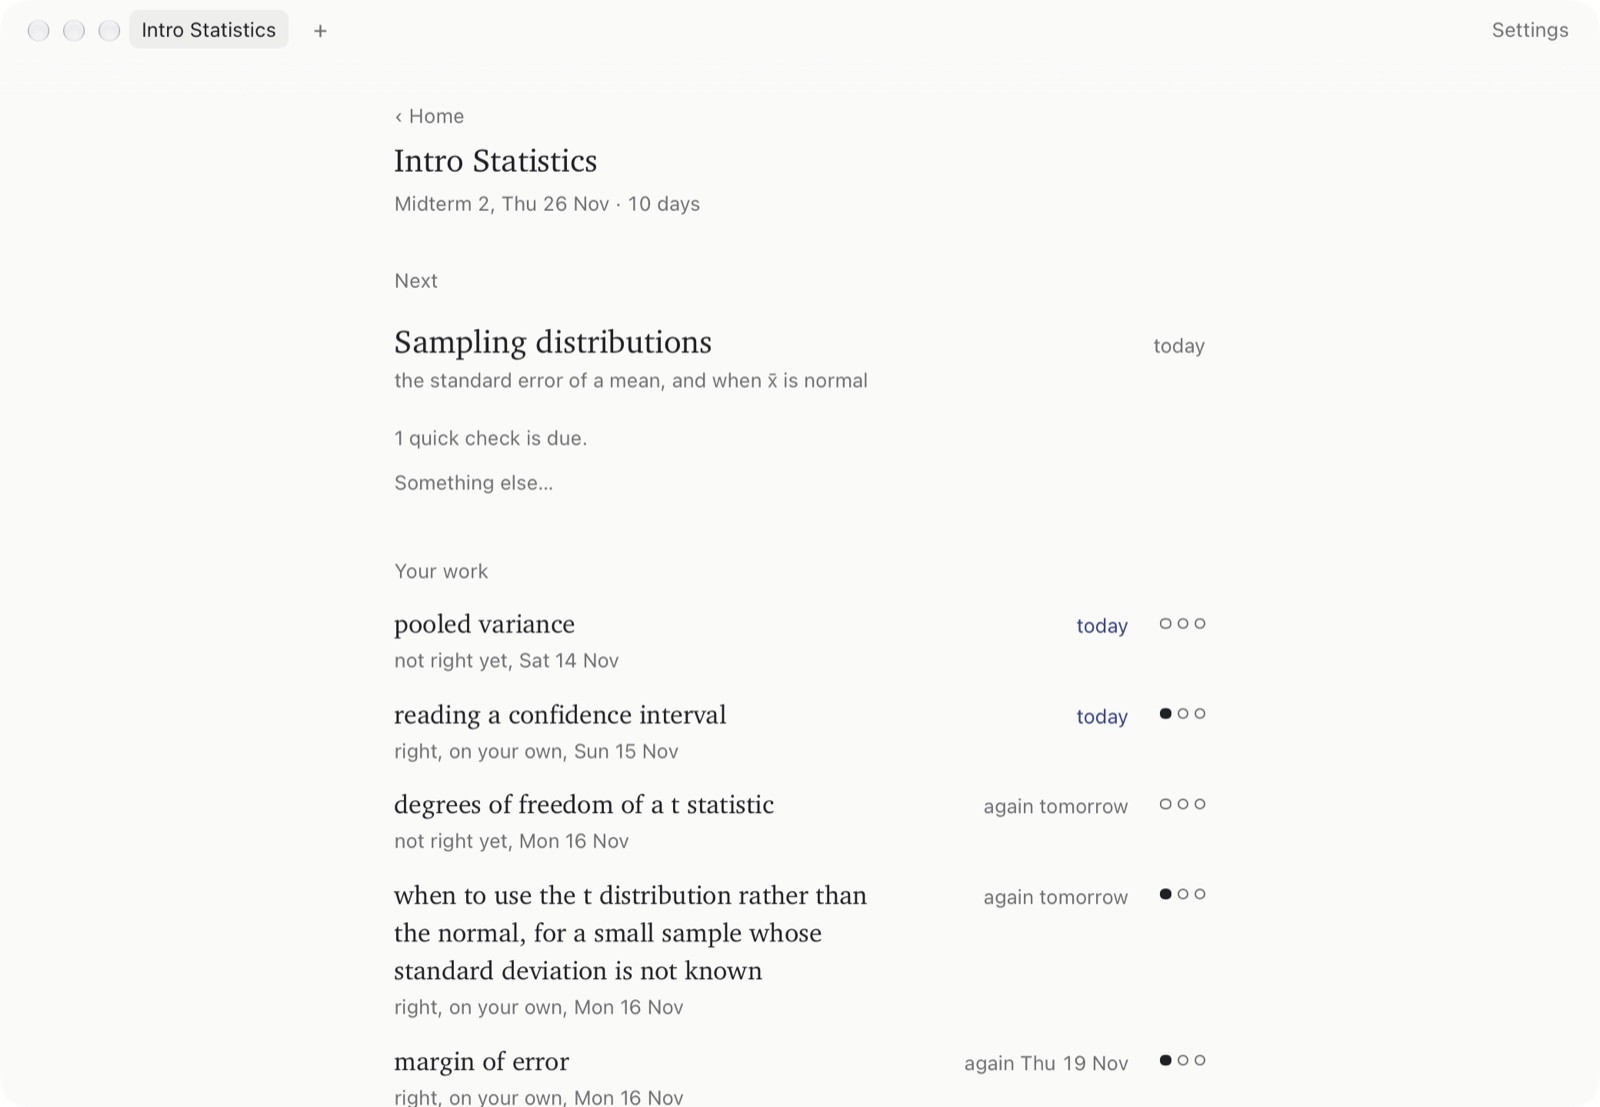 Intro Statistics
+
Settings
‹ Home
Intro Statistics
Midterm 2, Thu 26 Nov · 10 days
Next
Sampling distributions
today
the standard error of a mean, and when x̄ is normal
1 quick check is due.
Something else...
Your work
pooled variance
today
not right yet, Sat 14 Nov
reading a confidence interval
today
right, on your own, Sun 15 Nov
degrees of freedom of a t statistic
again tomorrow
not right yet, Mon 16 Nov
when to use the t distribution rather than
again tomorrow
the normal, for a small sample whose
standard deviation is not known
right, on your own, Mon 16 Nov
margin of error
again Thu 19 Nov
right, on your own, Mon 16 Nov